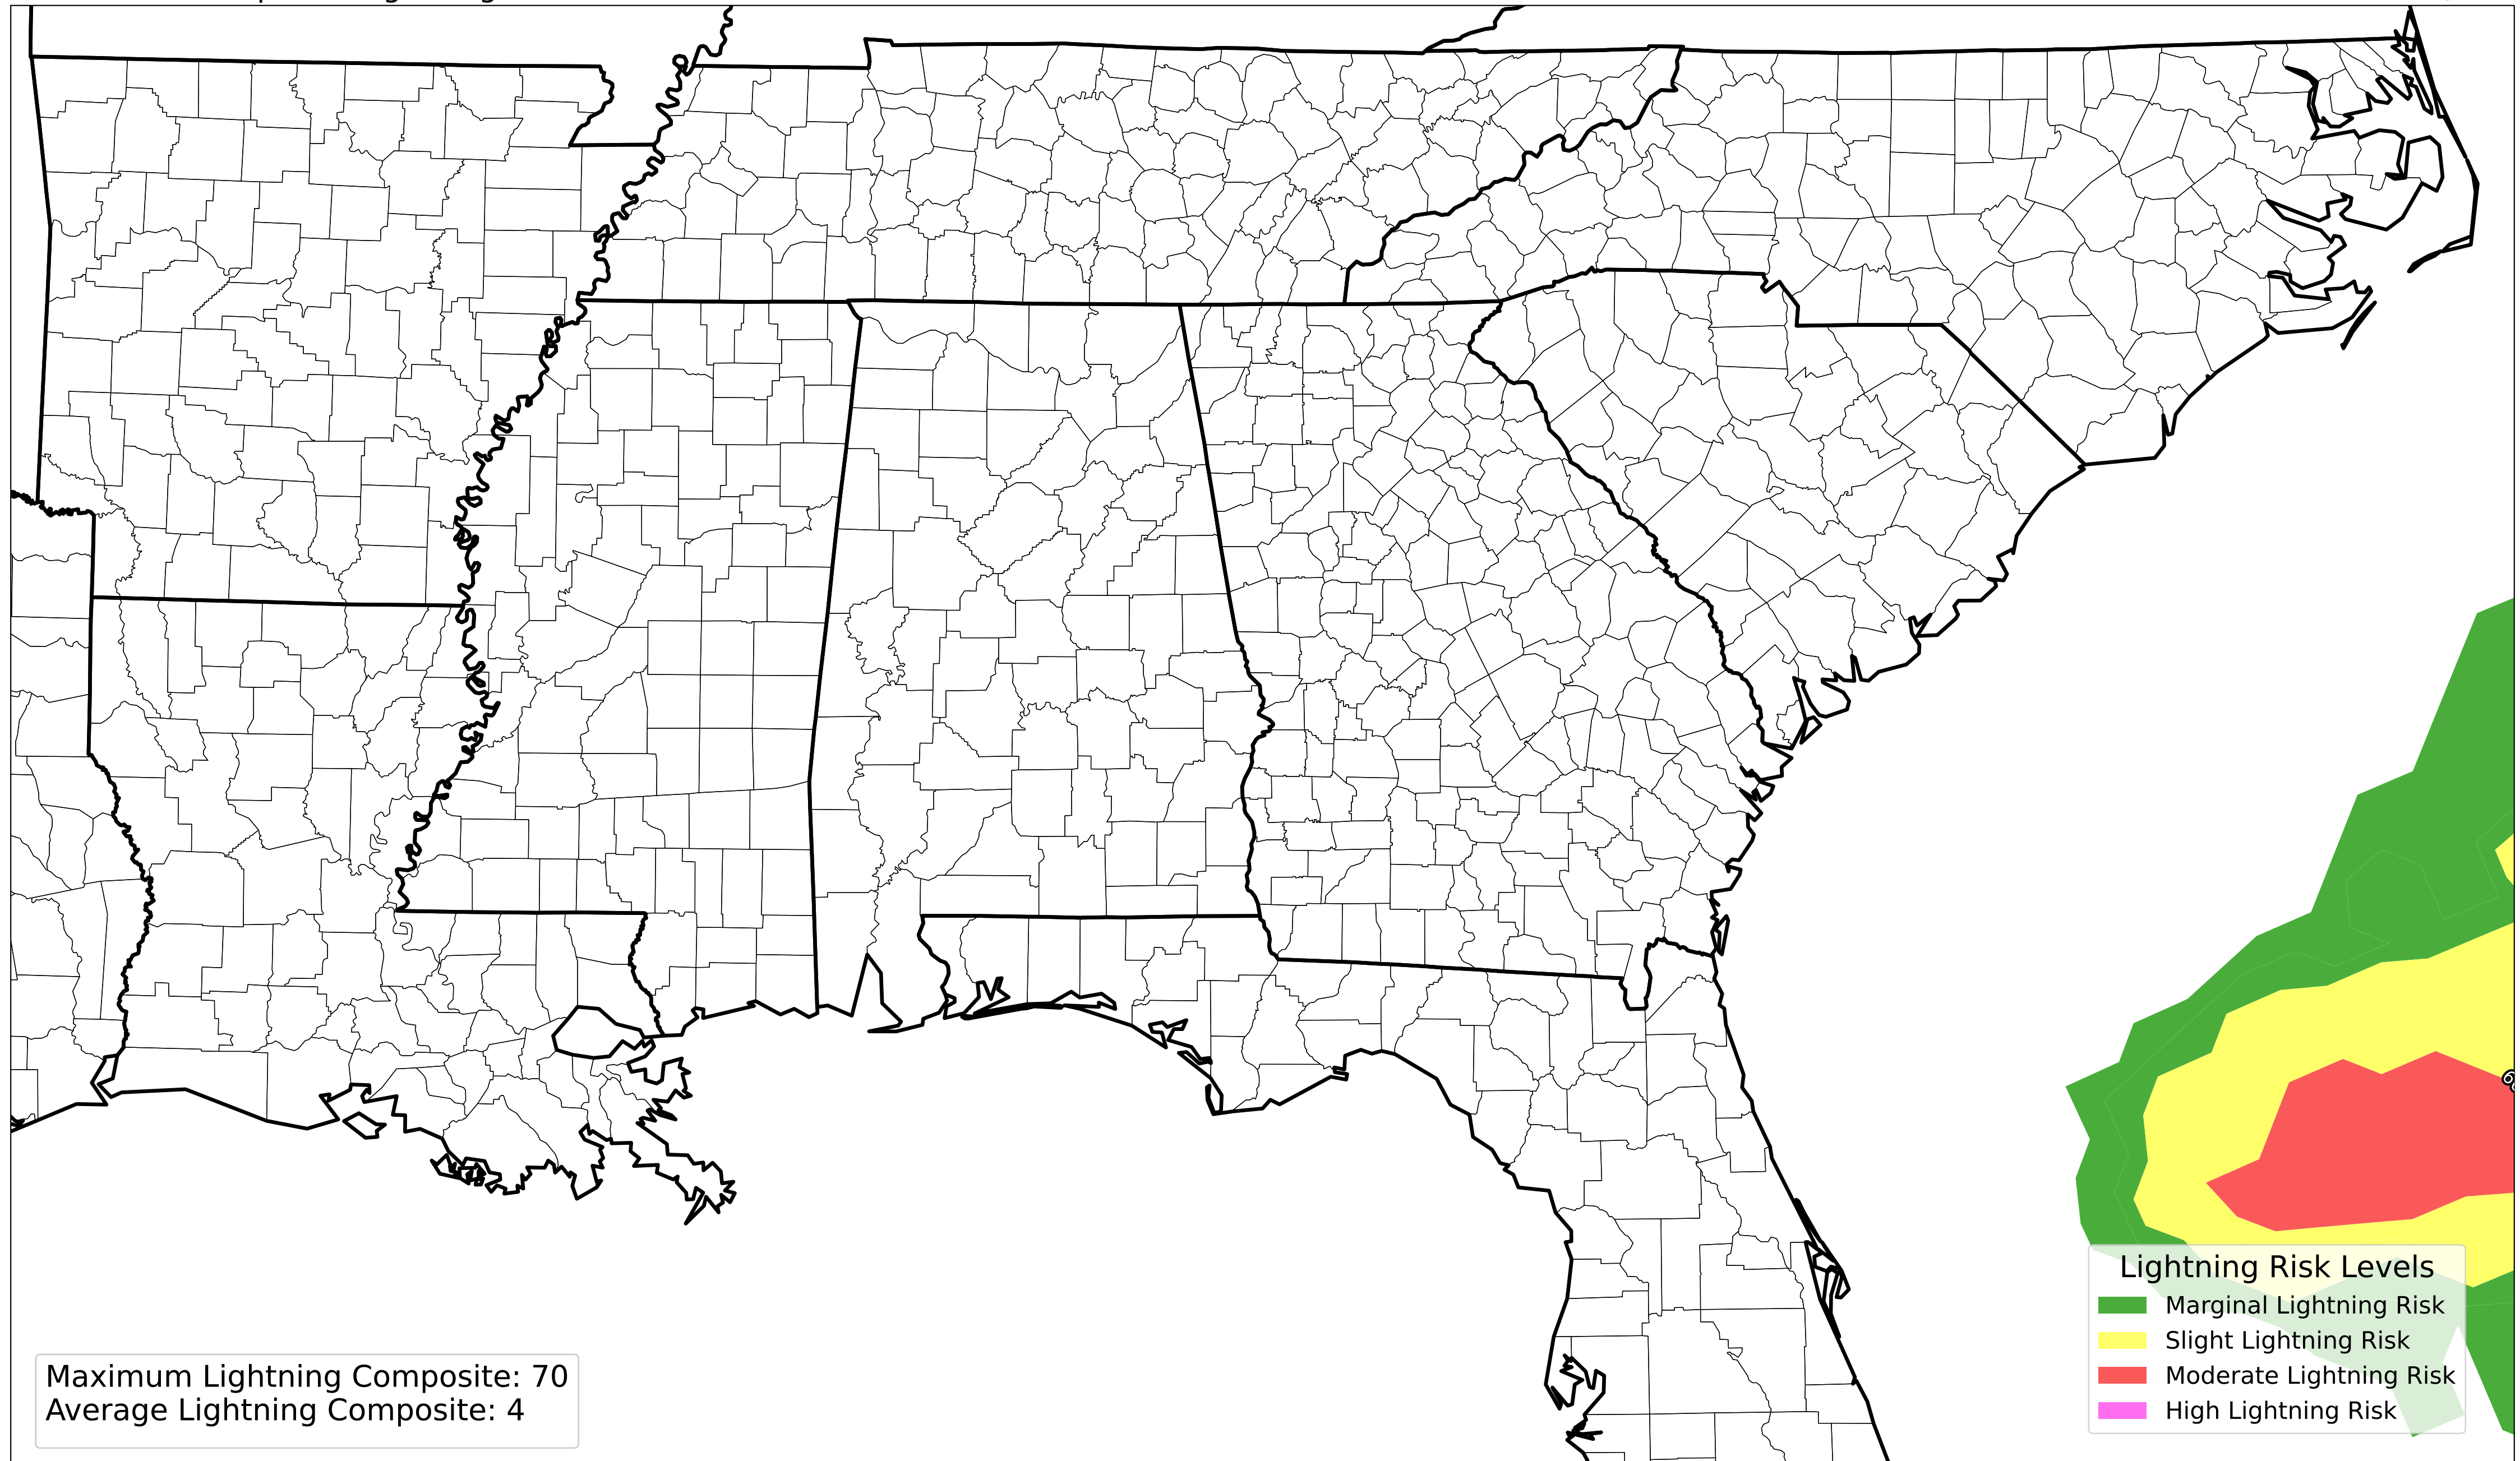 Maximum Lightning Composite: 70
Average Lightning Composite: 4
Lightning Risk Levels
Marginal Lightning Risk
Slight Lightning Risk
Moderate Lightning Risk
High Lightning Risk